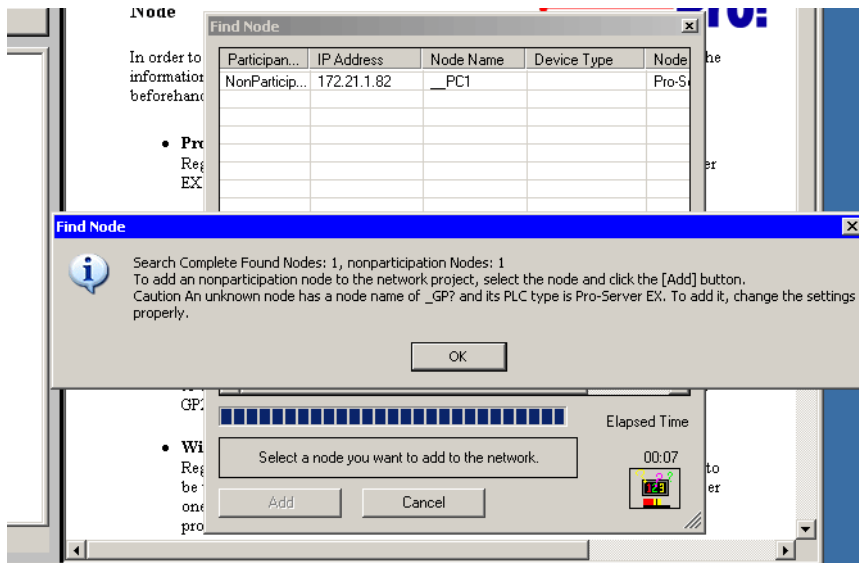 Node
Find Node
In order to
he
Participan... IP Address Node Name Device Type Node
information
NonParticip... 172.21.1.82 __PC1 Pro-S
beforehand
• Pro
Reg
er
EX
Find Node
Search Complete Found Nodes: 1, nonparticipation Nodes: 1
To add an nonparticipation node to the network project, select the node and click the [Add] button.
Caution An unknown node has a node name of _GP? and its PLC type is Pro-Server EX. To add it, change the settings
properly.
OK
GP
Elapsed Time
• Wi
Select a node you want to add to the network.
00:07
Reg
to
be
er
123
one
Add Cancel
pro